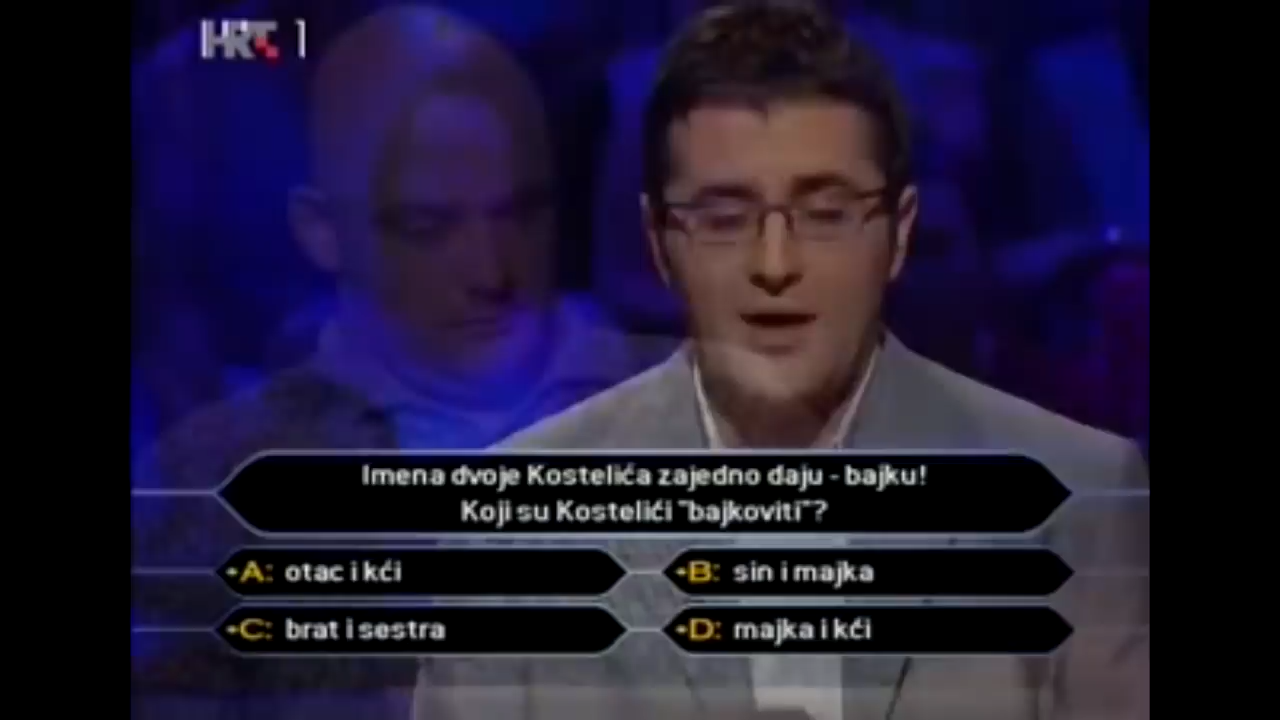 HRT 1
Imena dvoje Kostelića zajedno daju - bajku!
Koji su Kostelići "bajkoviti"?
A: otac i kći
B: sin i majka
C: brat i sestra
D: majka i kći